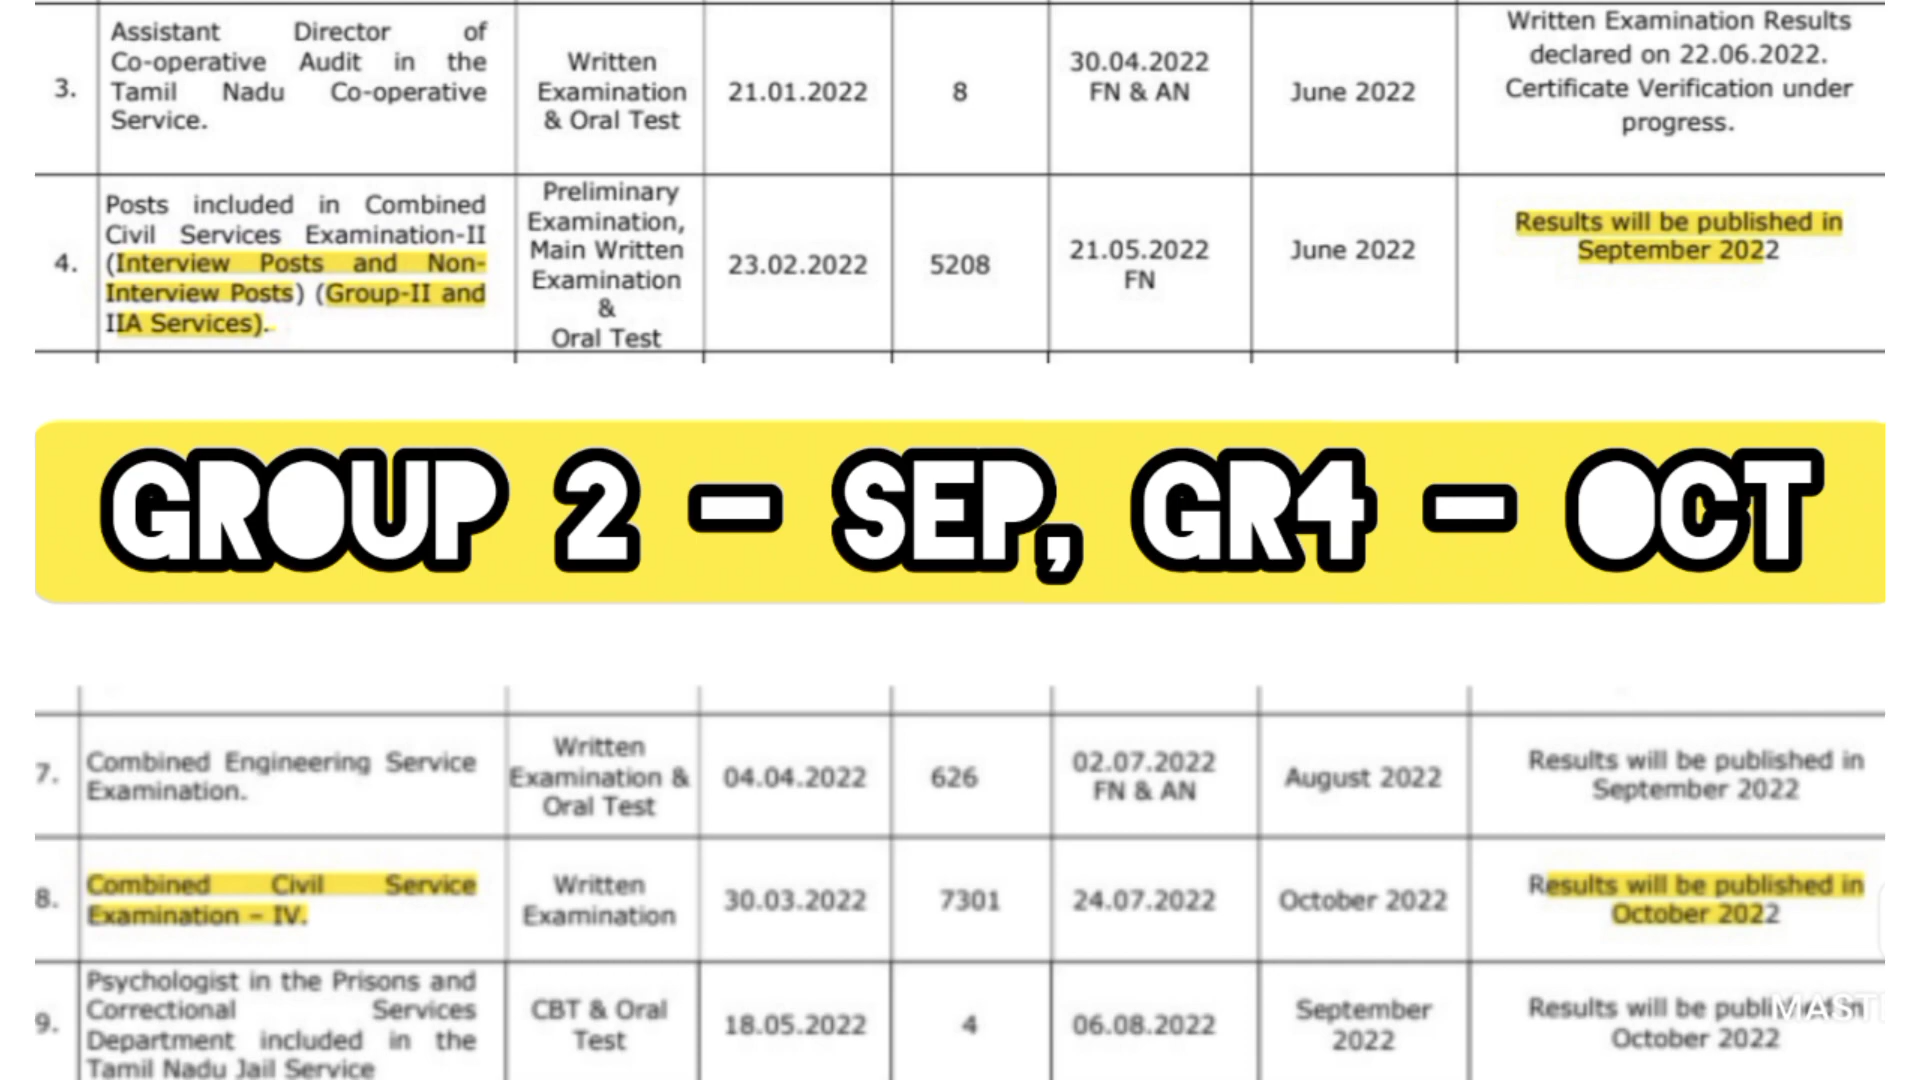 3.
Assistant Director of
Co-operative Audit in the
Tamil Nadu Co-operative
Service.
Written
Examination
& Oral Test
21.01.2022
8
30.04.2022
FN & AN
June 2022
Written Examination Results
declared on 22.06.2022.
Certificate Verification under
progress.
4.
Posts included in Combined
Civil Services Examination-II
(Interview Posts and Non-
Interview Posts) (Group-II and
IIA Services).
Preliminary
Examination,
Main Written
Examination
&
Oral Test
23.02.2022
5208
21.05.2022
FN
June 2022
Results will be published in
September 2022
GROUP 2 - SEP, GR4 - OCT
7.
Combined Engineering Service
Examination.
Written
Examination &
Oral Test
04.04.2022
626
02.07.2022
FN & AN
August 2022
Results will be published in
September 2022
8.
Combined Civil Service
Examination – IV.
Written
Examination
30.03.2022
7301
24.07.2022
October 2022
Results will be published in
October 2022
9.
Psychologist in the Prisons and
Correctional Services
Department included in the
Tamil Nadu Jail Service
CBT & Oral
Test
18.05.2022
4
06.08.2022
September
2022
Results will be published in
October 2022